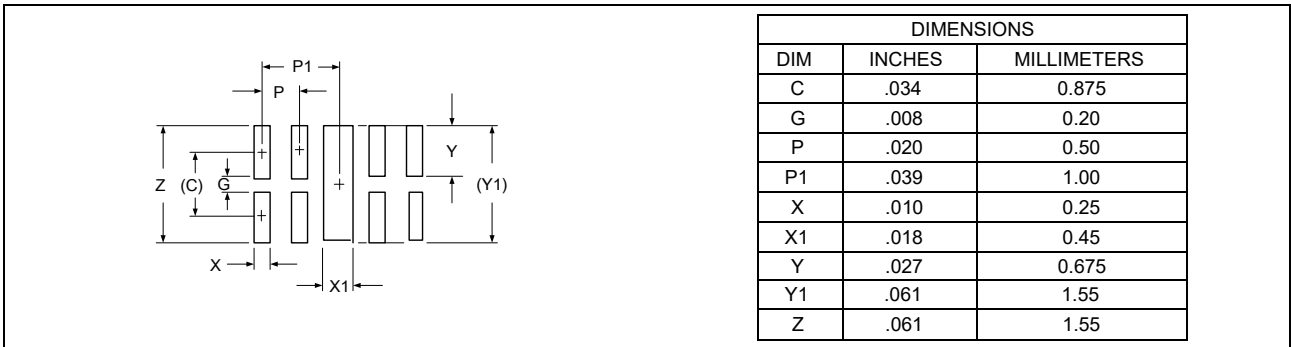 P1
P
Z
(C)
G
Y
(Y1)
X
X1
DIMENSIONS
DIM INCHES MILLIMETERS
C .034 0.875
G .008 0.20
P .020 0.50
P1 .039 1.00
X .010 0.25
X1 .018 0.45
Y .027 0.675
Y1 .061 1.55
Z .061 1.55